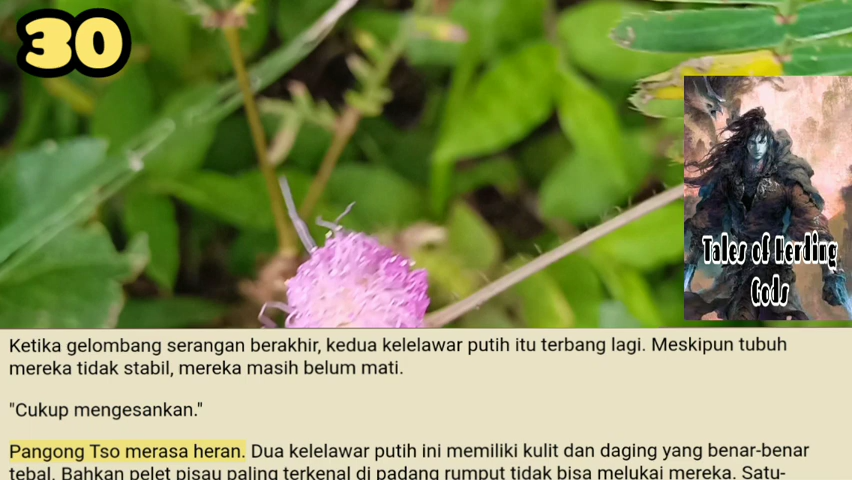 30
Tales of Herding
Gods
Ketika gelombang serangan berakhir, kedua kelelawar putih itu terbang lagi. Meskipun tubuh
mereka tidak stabil, mereka masih belum mati.
"Cukup mengesankan."
Pangong Tso merasa heran. Dua kelelawar putih ini memiliki kulit dan daging yang benar-benar
tebal. Bahkan pelet pisau paling terkenal di padang rumput tidak bisa melukai mereka. Satu-